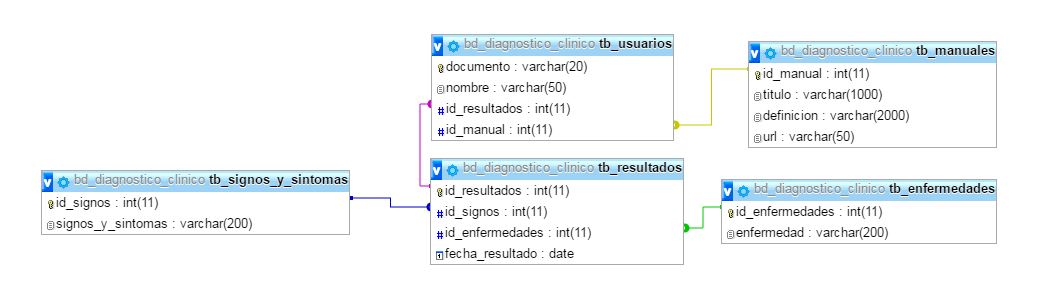 bd_diagnostico_clinico tb_usuarios
documento : varchar(20)
nombre : varchar(50)
id_resultados : int(11)
id_manual : int(11)
bd_diagnostico_clinico tb_manuales
id_manual : int(11)
titulo : varchar(1000)
definicion : varchar(2000)
url : varchar(50)
bd_diagnostico_clinico tb_signos_y_sintomas
id_signos : int(11)
signos_y_sintomas : varchar(200)
bd_diagnostico_clinico tb_resultados
id_resultados : int(11)
id_signos : int(11)
id_enfermedades : int(11)
fecha_resultado : date
bd_diagnostico_clinico tb_enfermedades
id_enfermedades : int(11)
enfermedad : varchar(200)